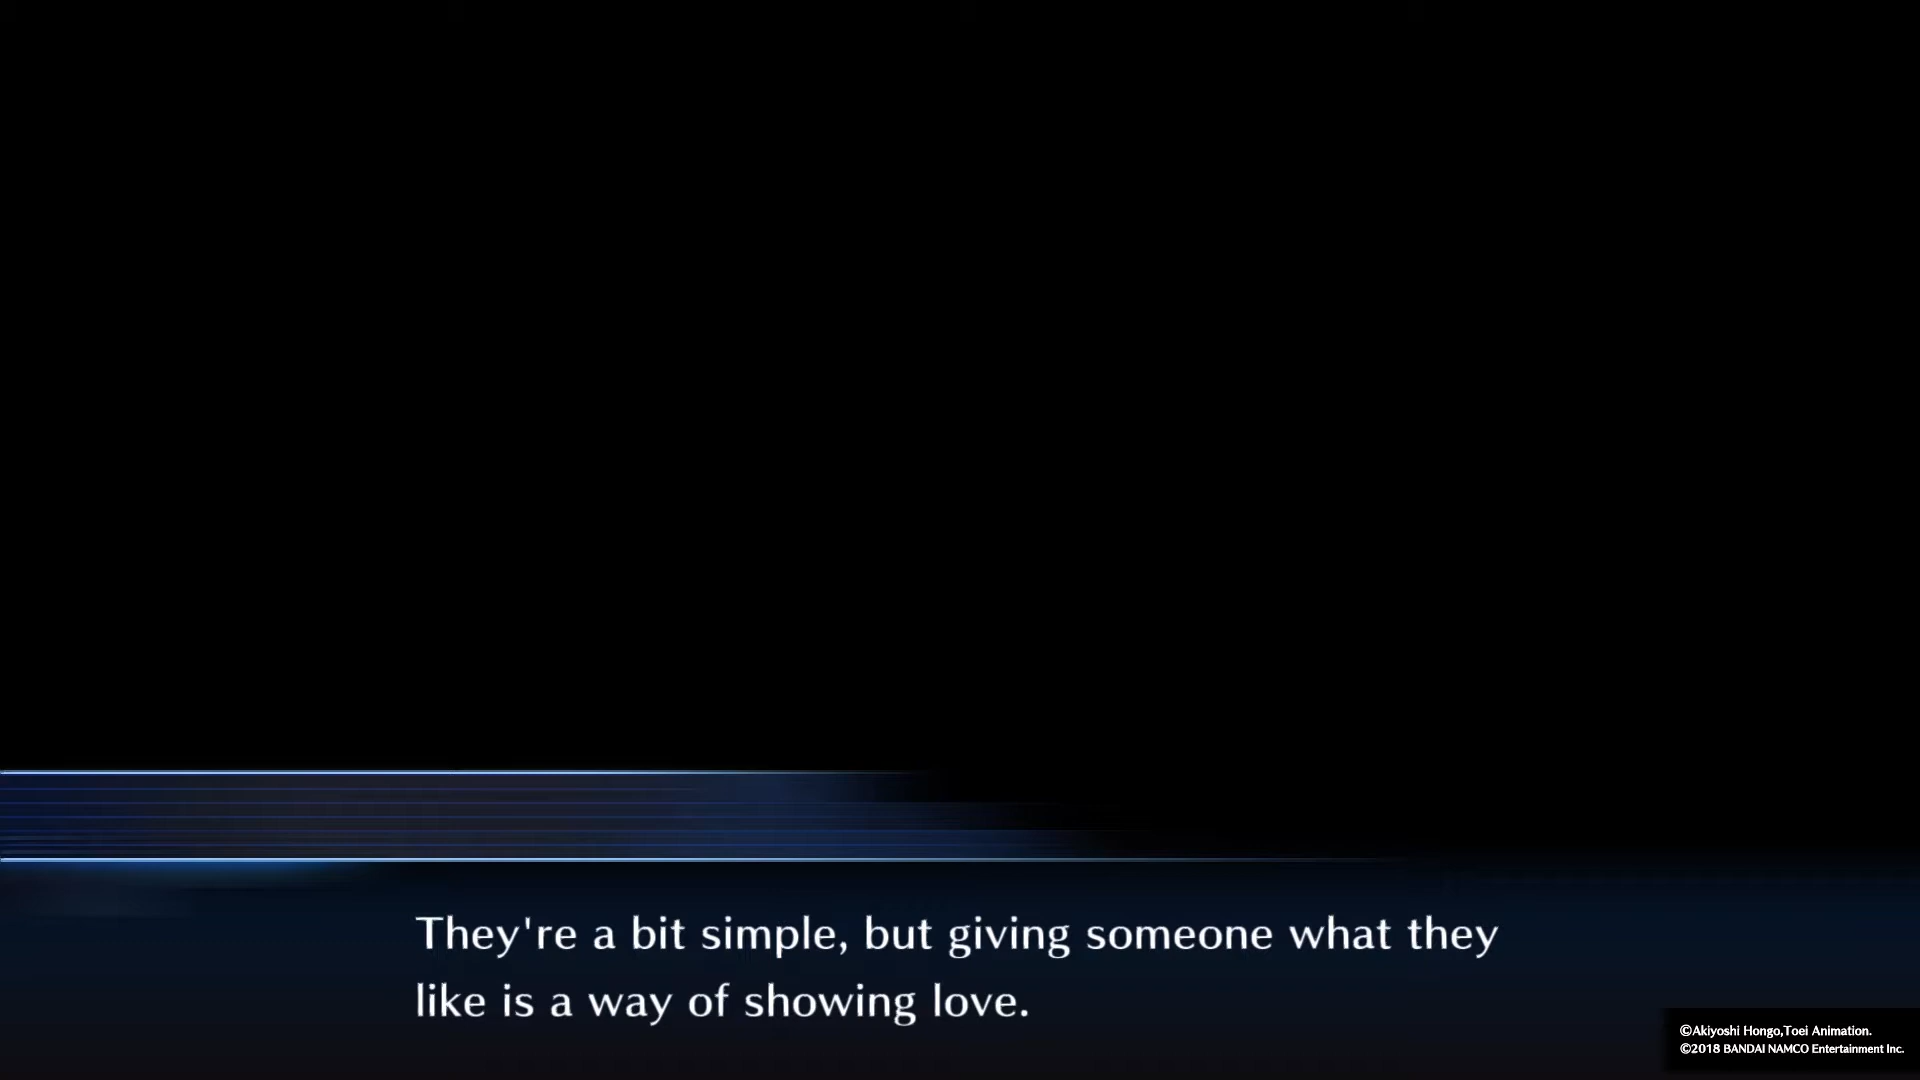 They're a bit simple, but giving someone what they
like is a way of showing love.
©Akiyoshi Hongo,Toei Animation.
©2018 BANDAI NAMCO Entertainment Inc.